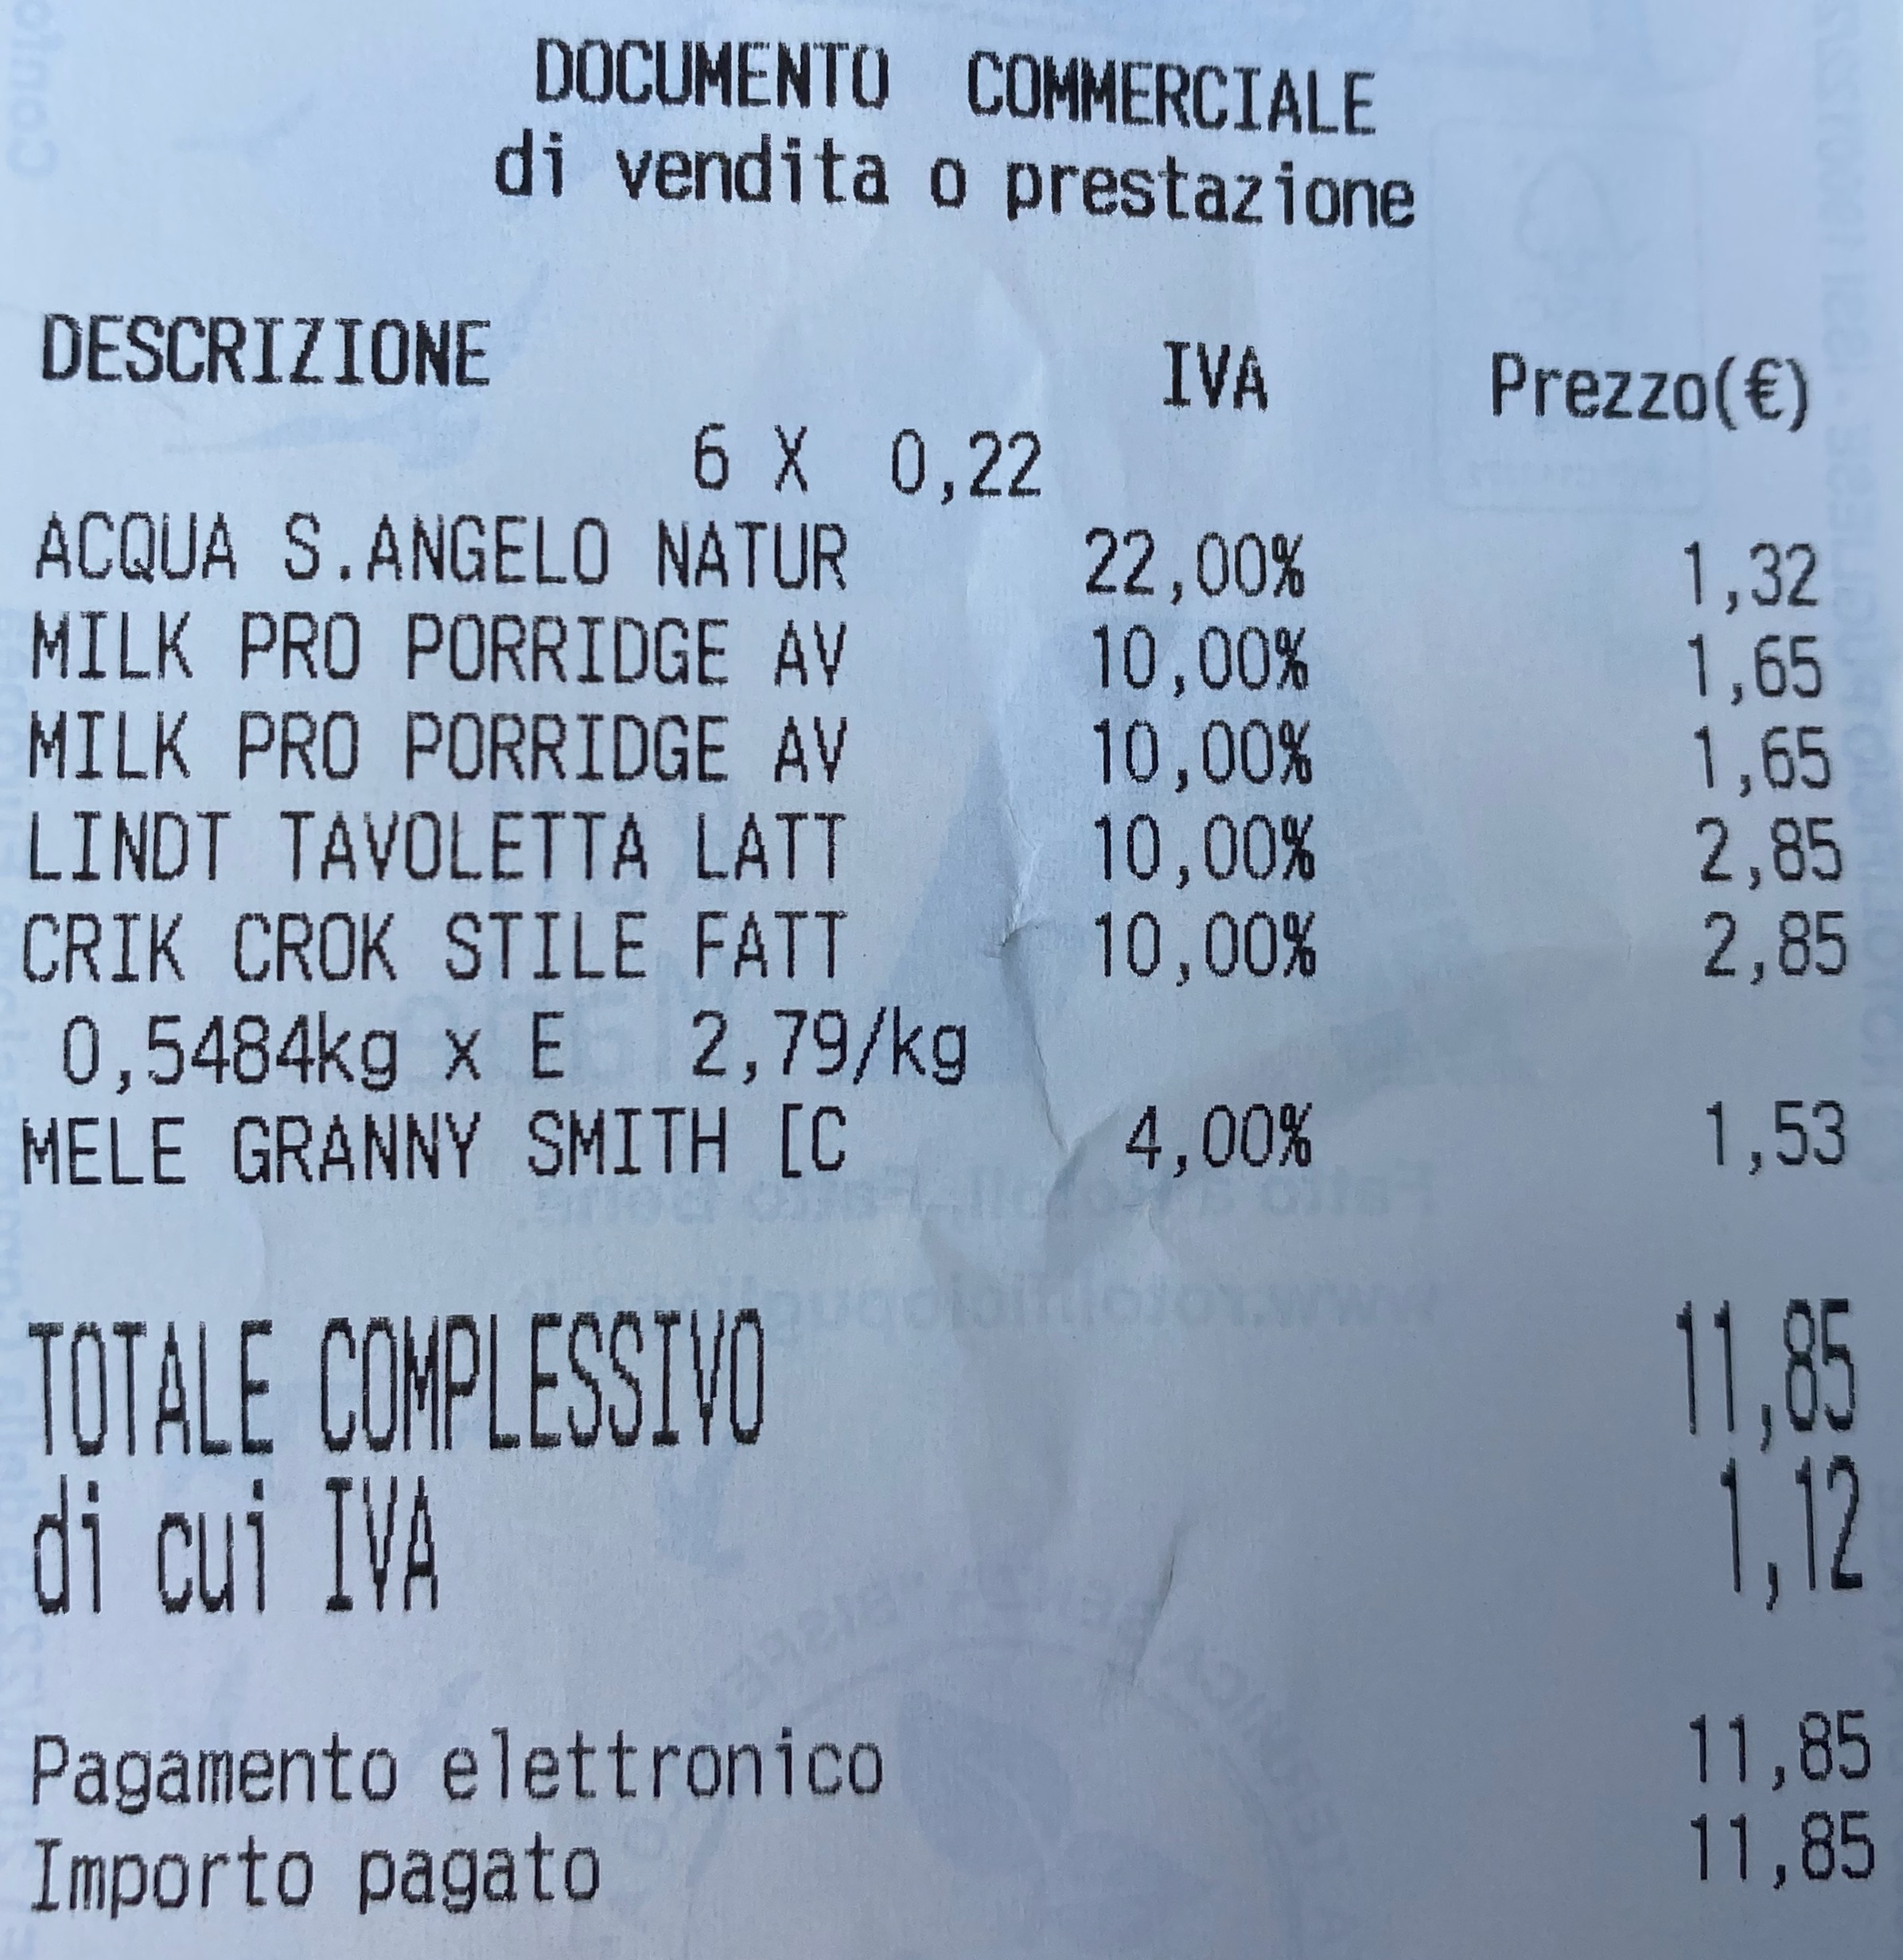 DOCUMENTO COMMERCIALE
di vendita o prestazione
DESCRIZIONE IVA Prezzo(€)
6 X 0,22
ACQUA S.ANGELO NATUR 22,00% 1,32
MILK PRO PORRIDGE AV 10,00% 1,65
MILK PRO PORRIDGE AV 10,00% 1,65
LINDT TAVOLETTA LATT 10,00% 2,85
CRIK CROK STILE FATT 10,00% 2,85
0,5484kg x E 2,79/kg
MELE GRANNY SMITH [C 4,00% 1,53
TOTALE COMPLESSIVO 11,85
di cui IVA 1,12
Pagamento elettronico 11,85
Importo pagato 11,85